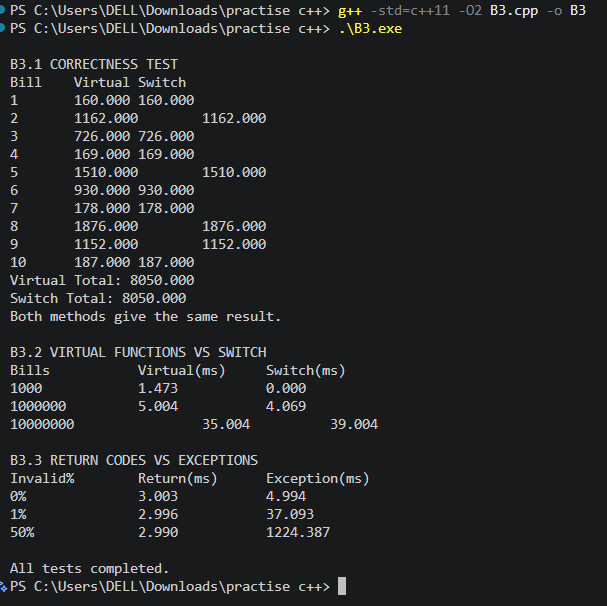 PS C:\Users\DELL\Downloads\practise c++> g++ -std=c++11 -O2 B3.cpp -o B3
PS C:\Users\DELL\Downloads\practise c++> .\B3.exe

B3.1 CORRECTNESS TEST
Bill    Virtual Switch
1       160.000 160.000
2       1162.000        1162.000
3       726.000 726.000
4       169.000 169.000
5       1510.000        1510.000
6       930.000 930.000
7       178.000 178.000
8       1876.000        1876.000
9       1152.000        1152.000
10      187.000 187.000
Virtual Total: 8050.000
Switch Total: 8050.000
Both methods give the same result.

B3.2 VIRTUAL FUNCTIONS VS SWITCH
Bills           Virtual(ms)     Switch(ms)
1000            1.473           0.000
1000000         5.004           4.069
10000000                35.004          39.004

B3.3 RETURN CODES VS EXCEPTIONS
Invalid%        Return(ms)      Exception(ms)
0%              3.003           4.994
1%              2.996           37.093
50%             2.990           1224.387

All tests completed.
PS C:\Users\DELL\Downloads\practise c++>